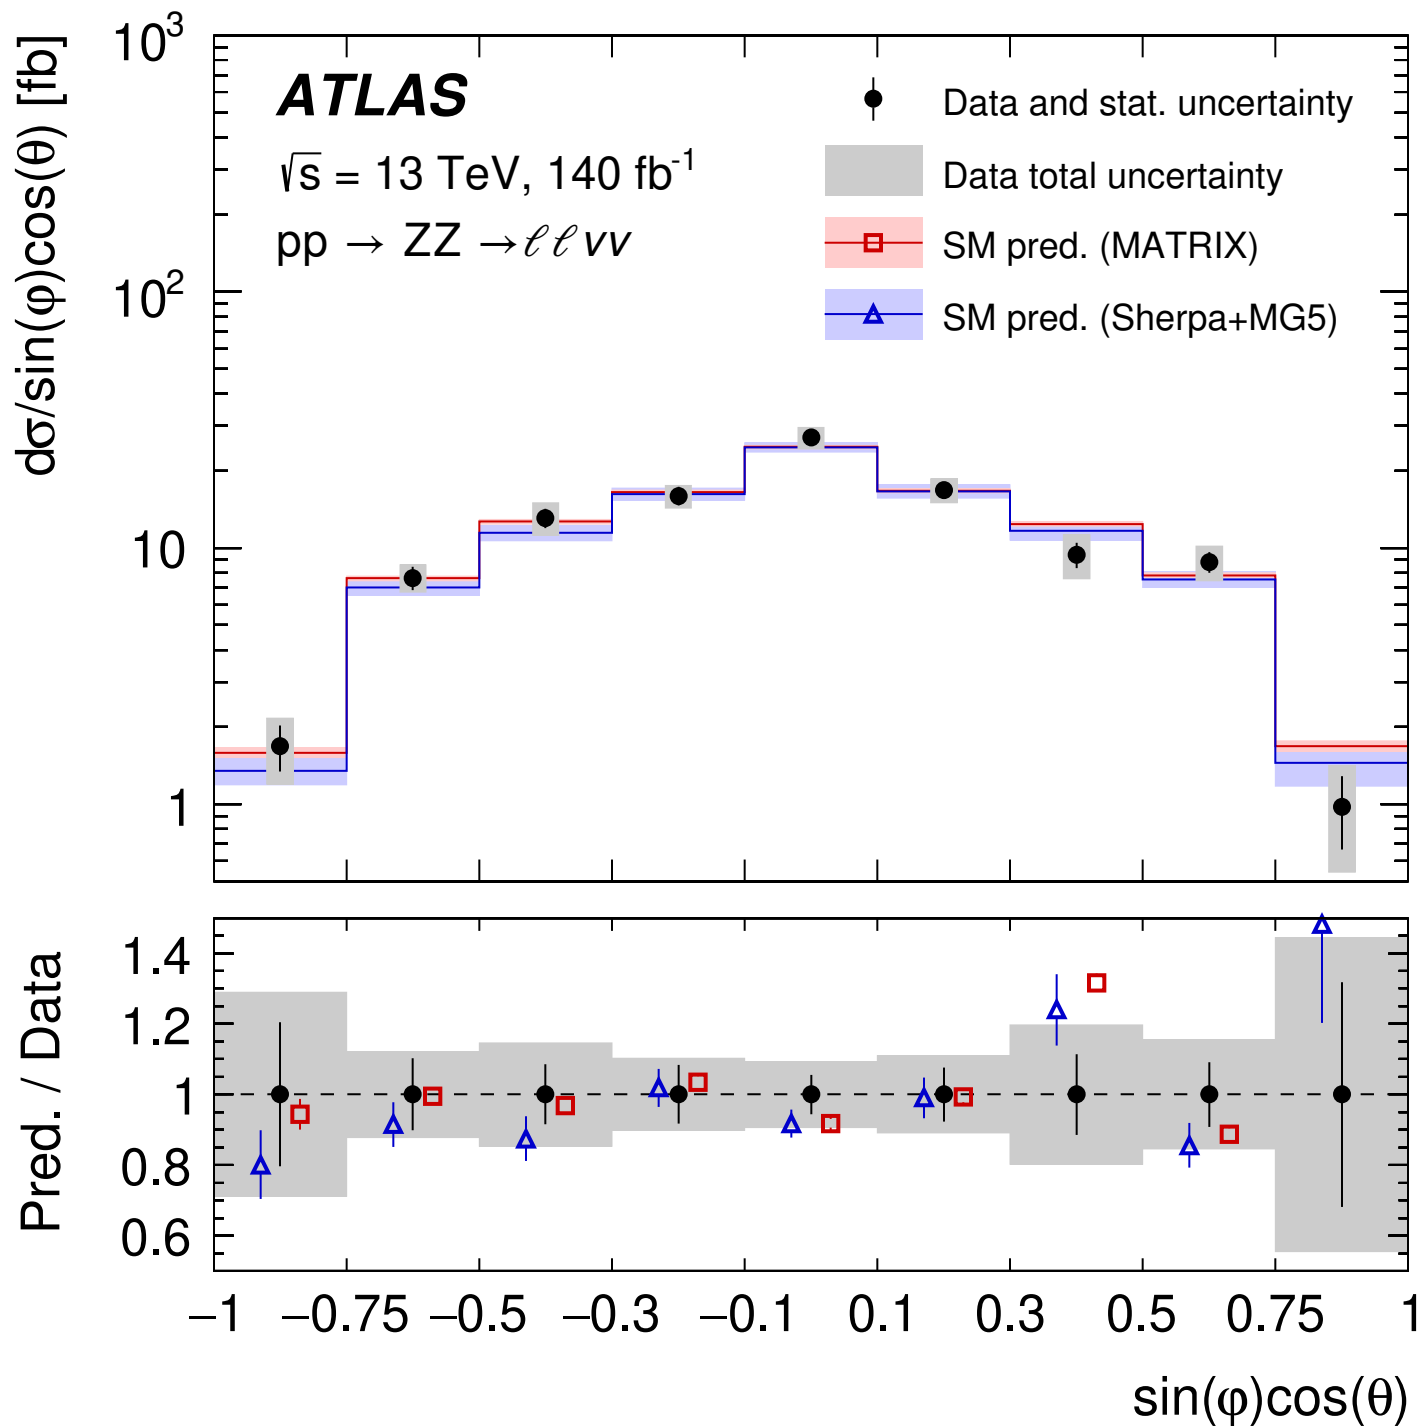 dσ/sin(φ)cos(θ) [fb]
10³
10²
10
1
ATLAS
√s = 13 TeV, 140 fb⁻¹
pp → ZZ →ℓℓνν
Data and stat. uncertainty
Data total uncertainty
SM pred. (MATRIX)
SM pred. (Sherpa+MG5)
Pred. / Data
1.4
1.2
1
0.8
0.6
−1 −0.75 −0.5 −0.3 −0.1 0.1 0.3 0.5 0.75 1
sin(φ)cos(θ)